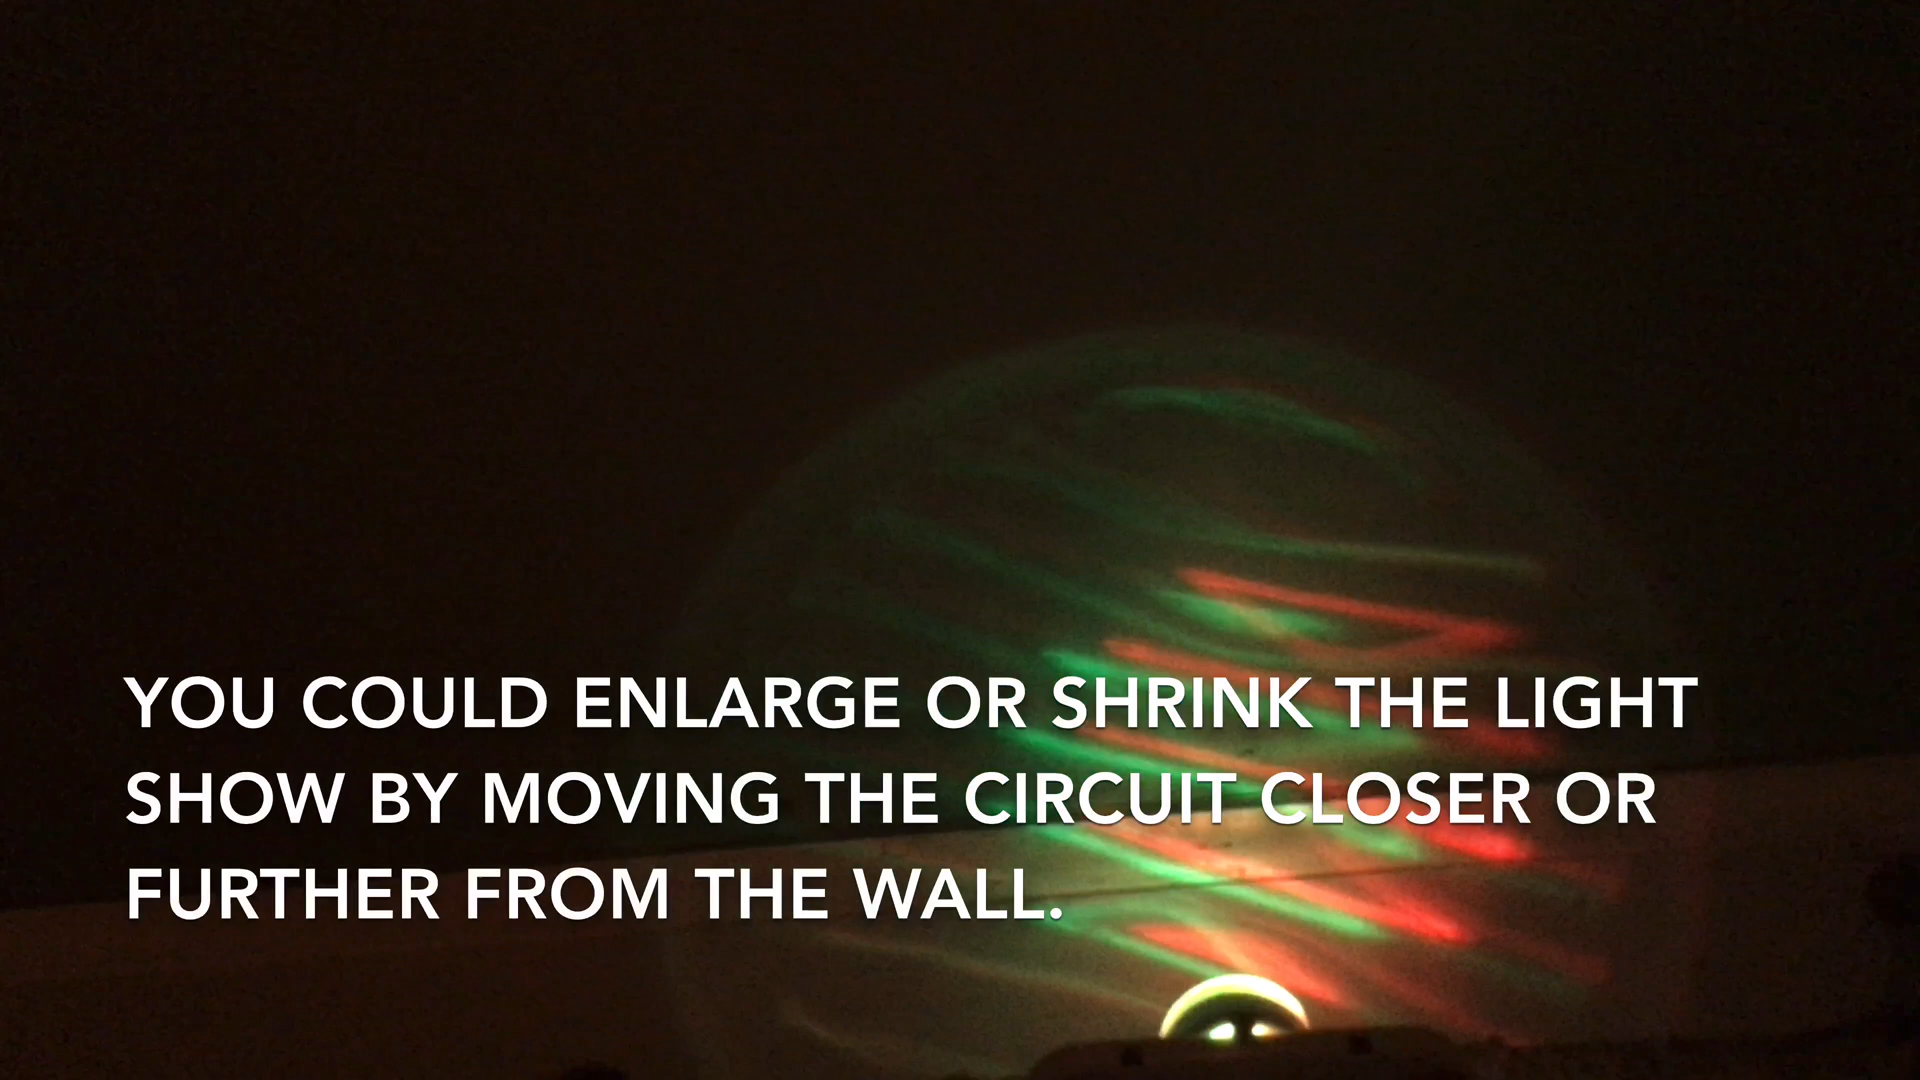 YOU COULD ENLARGE OR SHRINK THE LIGHT
SHOW BY MOVING THE CIRCUIT CLOSER OR
FURTHER FROM THE WALL.